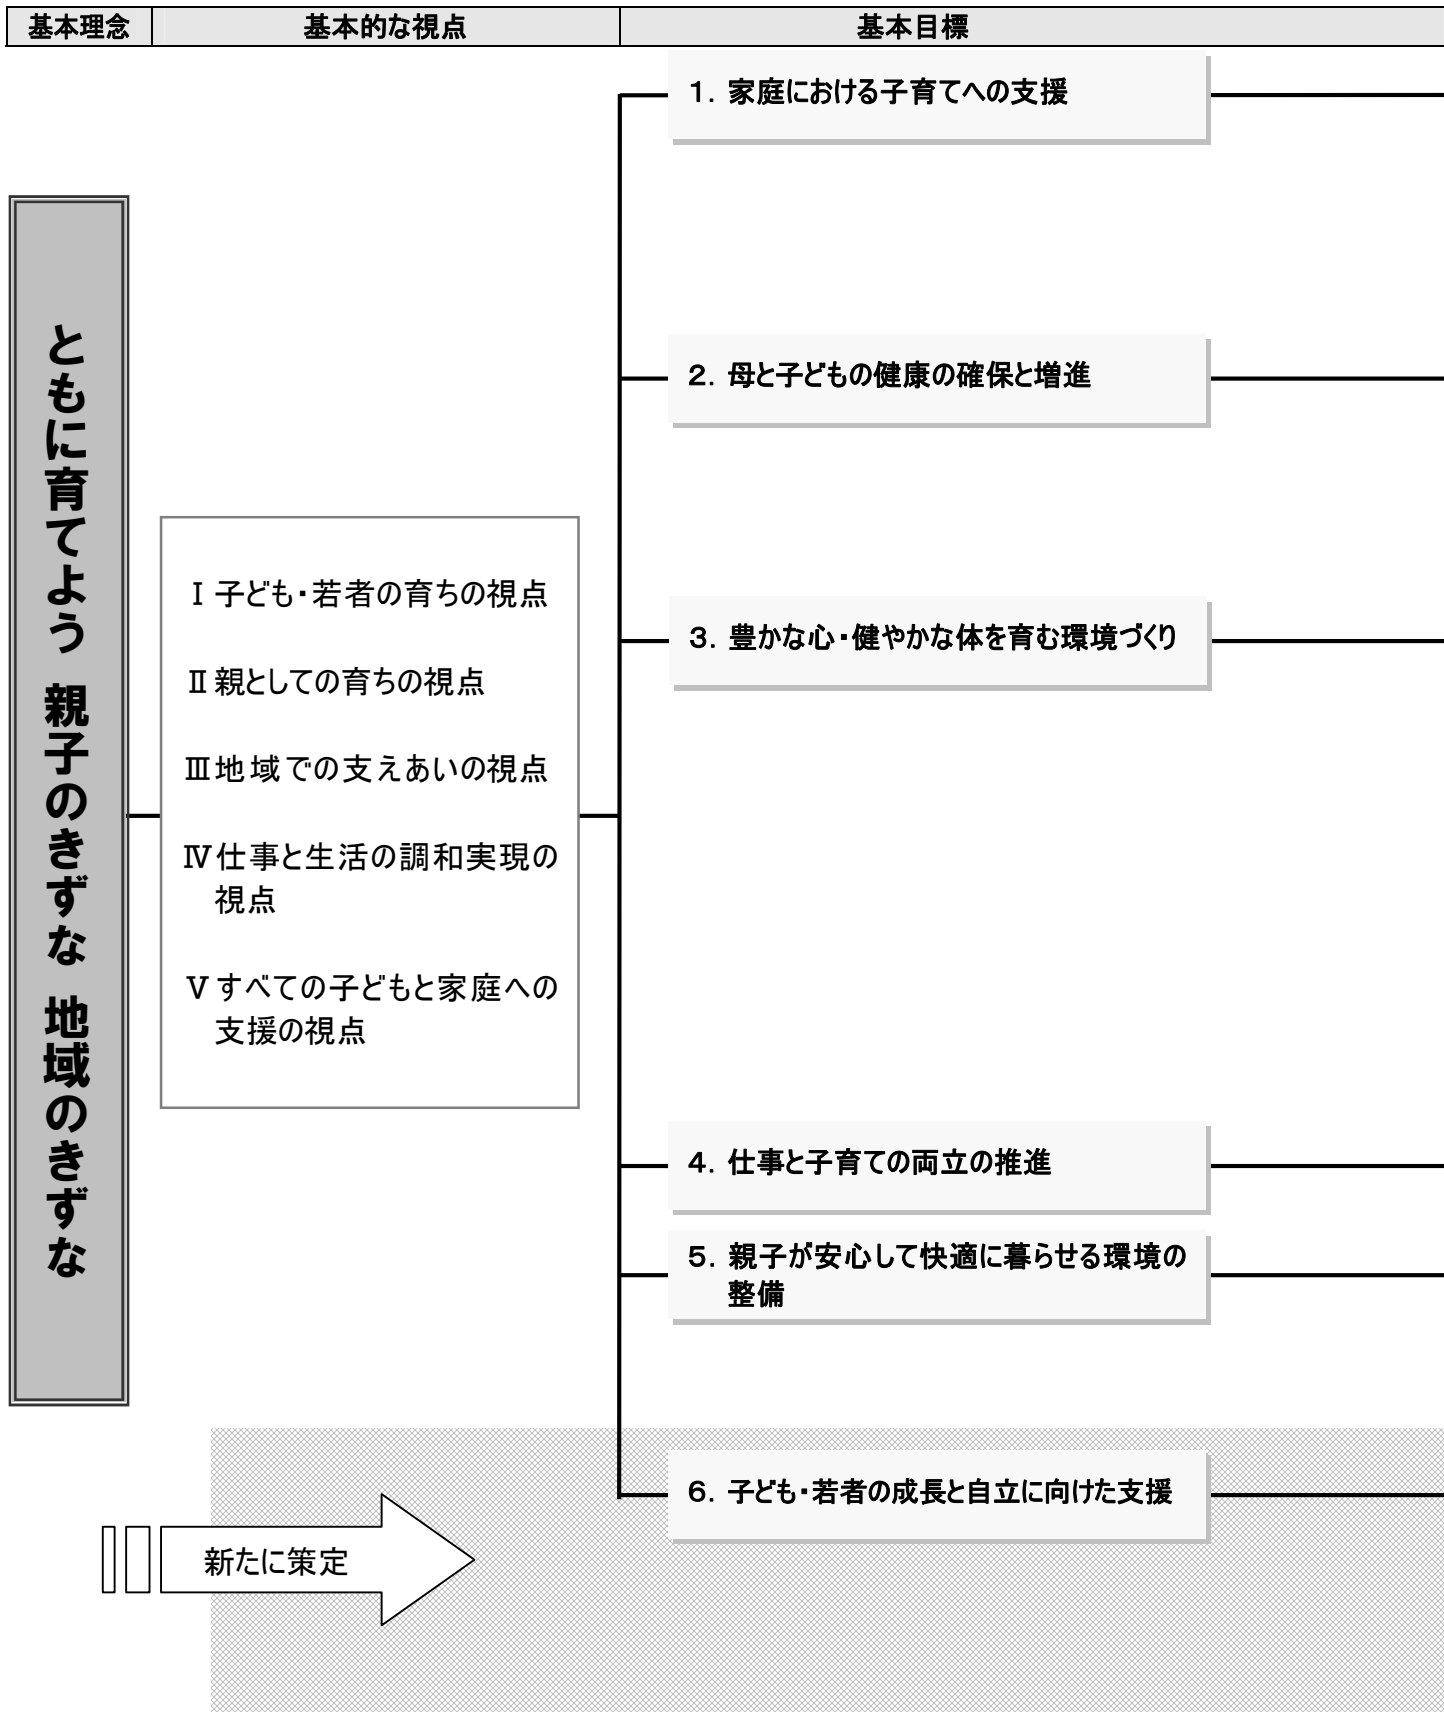 基本理念
基本的な視点
基本目標
ともに育てよう 親子のきずな 地域のきずな
Ⅰ 子ども・若者の育ちの視点
Ⅱ 親としての育ちの視点
Ⅲ 地域での支えあいの視点
Ⅳ 仕事と生活の調和実現の
視点
Ⅴ すべての子どもと家庭への
支援の視点
1．家庭における子育てへの支援
2．母と子どもの健康の確保と増進
3．豊かな心・健やかな体を育む環境づくり
4．仕事と子育ての両立の推進
5．親子が安心して快適に暮らせる環境の
整備
6．子ども・若者の成長と自立に向けた支援
新たに策定